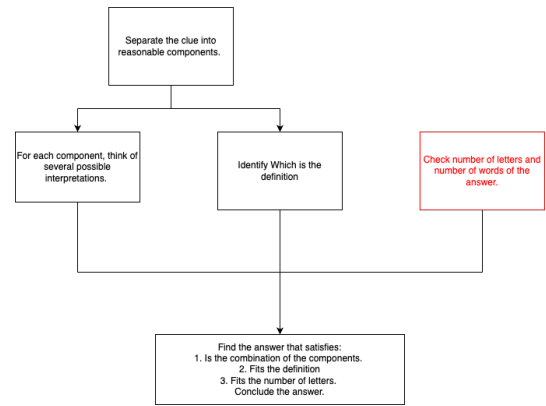 Separate the clue into
reasonable components.
For each component, think of
several possible
interpretations.
Identify Which is the
definition
Check number of letters and
number of words of the
answer.
Find the answer that satisfies:
1. Is the combination of the components.
2. Fits the definition
3. Fits the number of letters.
Conclude the answer.